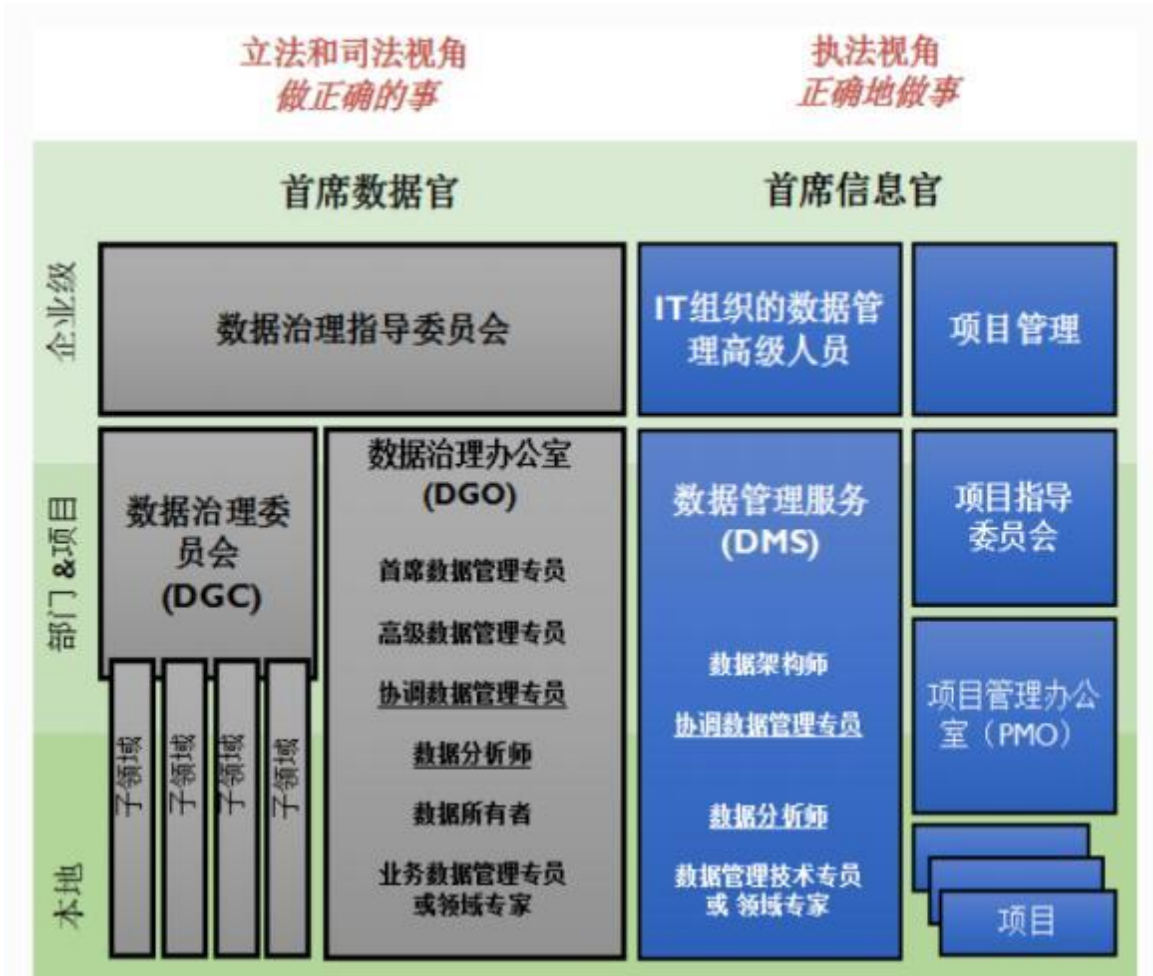 立法和司法视角
做正确的事
执法视角
正确地做事
首席数据官
首席信息官
企业级
数据治理指导委员会
IT组织的数据管
理高级人员
项目管理
部门 &项目
数据治理委
员会
(DGC)
数据治理办公室
(DGO)
首席数据管理专员
高级数据管理专员
协调数据管理专员
数据分析师
数据所有者
业务数据管理专员
或领域专家
数据管理服务
(DMS)
数据架构师
协调数据管理专员
数据分析师
数据管理技术专员
或 领域专家
项目指导
委员会
项目管理办公
室（PMO）
本地
子领域
子领域
子领域
子领域
项目